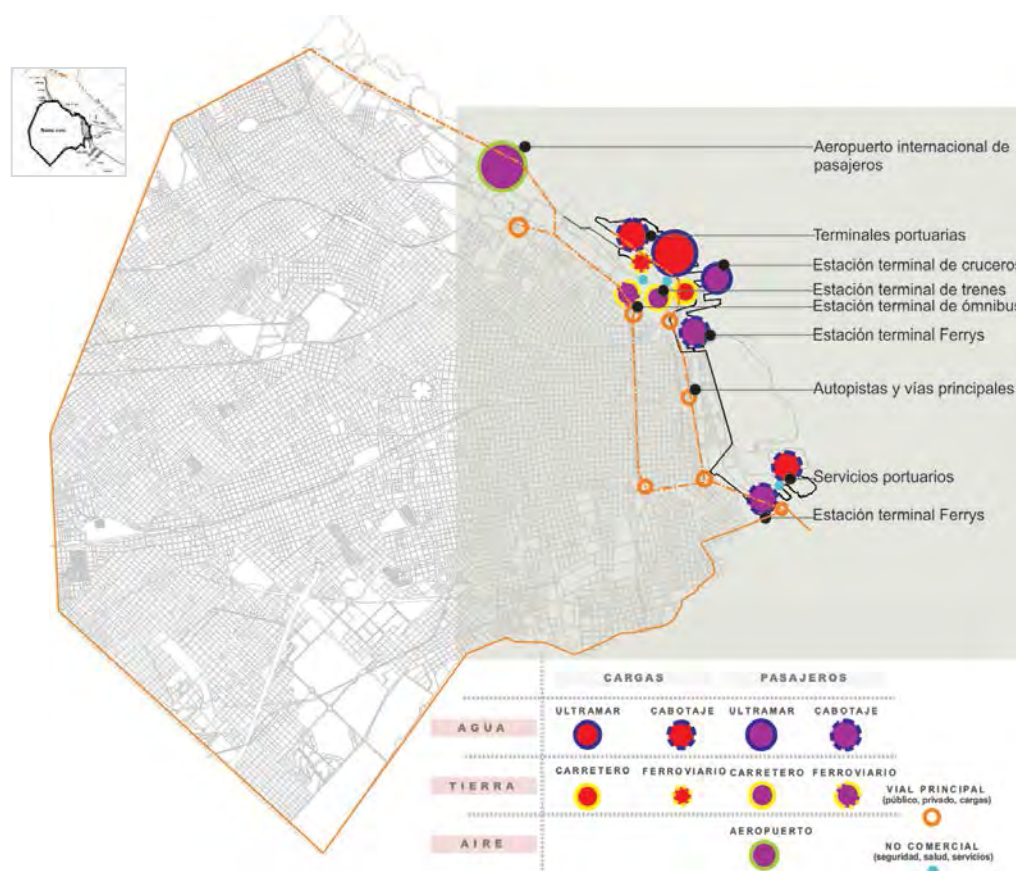 Aeropuerto internacional de
pasajeros
Terminales portuarias
Estación terminal de cruceros
Estación terminal de trenes
Estación terminal de ómnibus
Estación terminal Ferrys
Autopistas y vías principales
Servicios portuarios
Estación terminal Ferrys
CARGAS PASAJEROS
ULTRAMAR CABOTAJE ULTRAMAR CABOTAJE
AGUA
CARRETERO FERROVIARIO CARRETERO FERROVIARIO
TIERRA
VIAL PRINCIPAL
(público, privado, cargas)
AEROPUERTO
AIRE
NO COMERCIAL
(seguridad, salud, servicios)